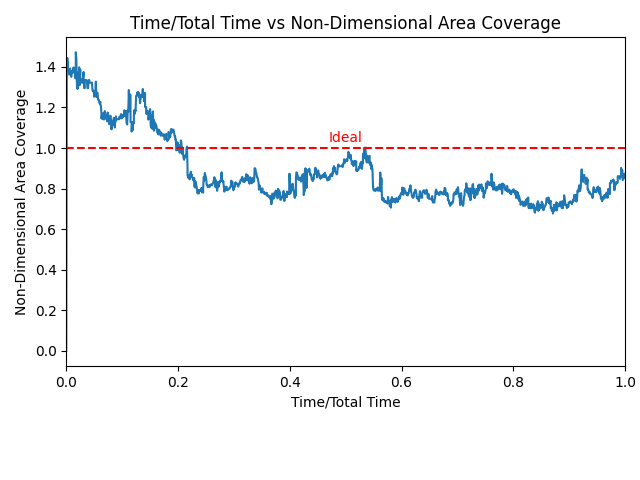 Time/Total Time vs Non-Dimensional Area Coverage
Non-Dimensional Area Coverage
1.4
1.2
1.0
0.8
0.6
0.4
0.2
0.0
Ideal
0.0 0.2 0.4 0.6 0.8 1.0
Time/Total Time